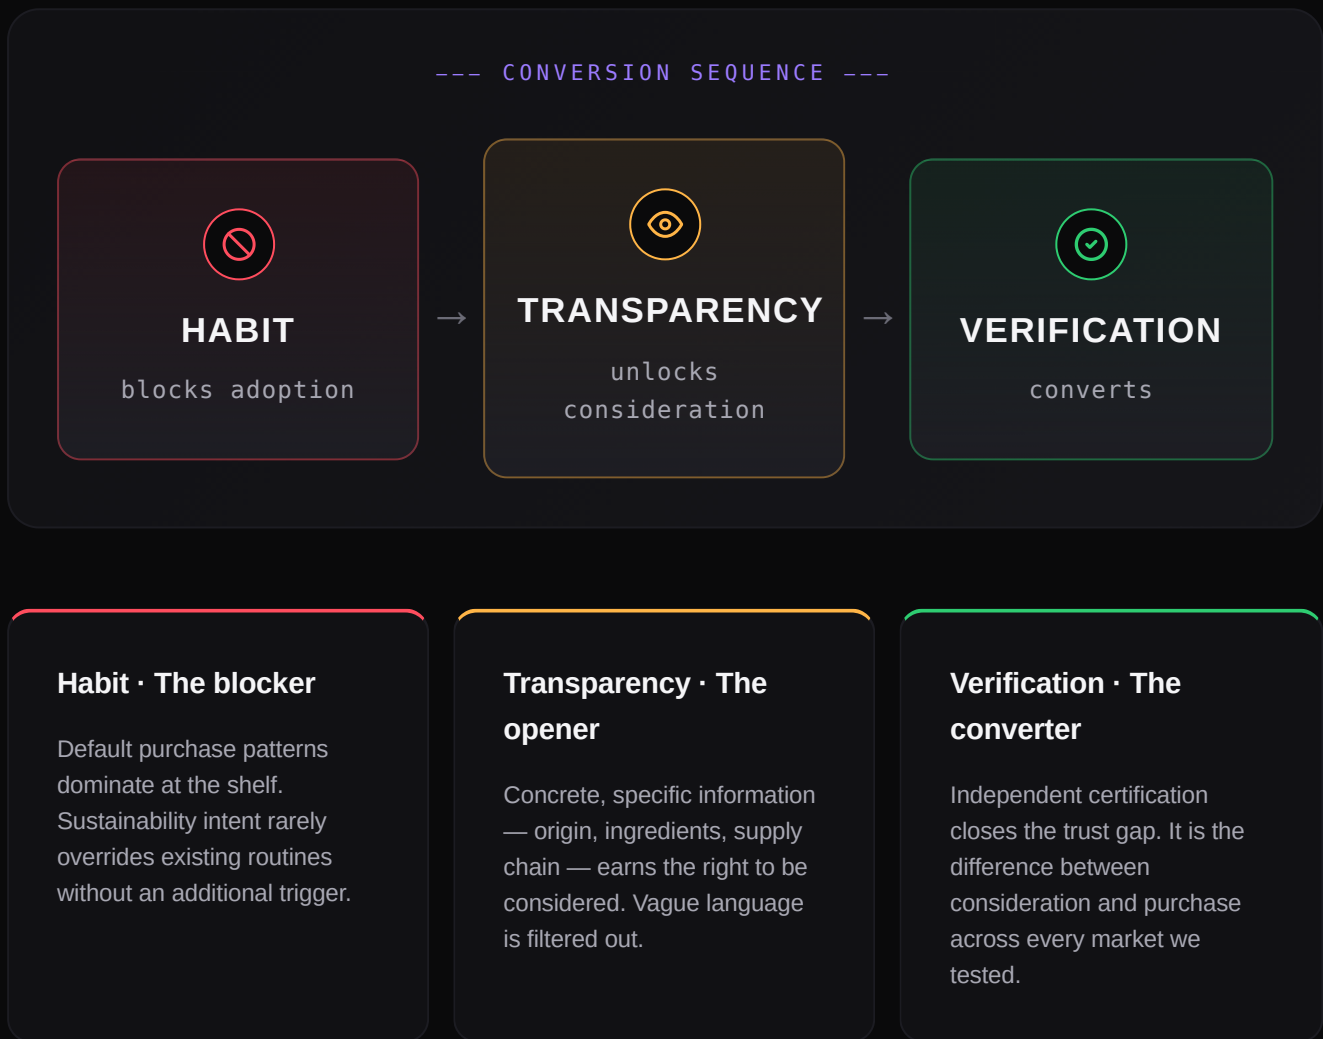 ––– CONVERSION SEQUENCE –––
HABIT
blocks adoption
→
TRANSPARENCY
unlocks
consideration
→
VERIFICATION
converts
Habit · The blocker
Default purchase patterns
dominate at the shelf.
Sustainability intent rarely
overrides existing routines
without an additional trigger.
Transparency · The
opener
Concrete, specific information
— origin, ingredients, supply
chain — earns the right to be
considered. Vague language
is filtered out.
Verification · The
converter
Independent certification
closes the trust gap. It is the
difference between
consideration and purchase
across every market we
tested.